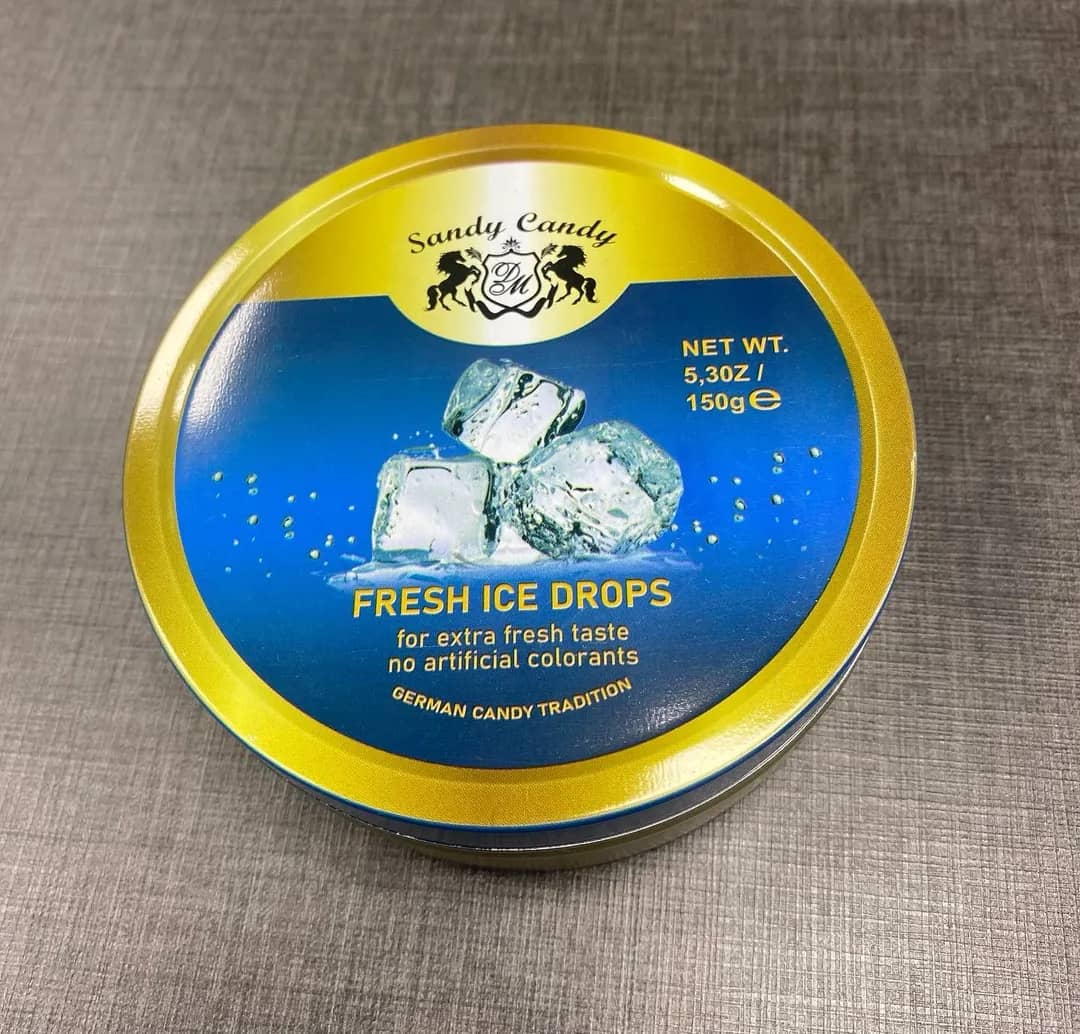 Sandy Candy
DM
NET WT.
5,30Z /
150g℮
FRESH ICE DROPS
for extra fresh taste
no artificial colorants
GERMAN CANDY TRADITION